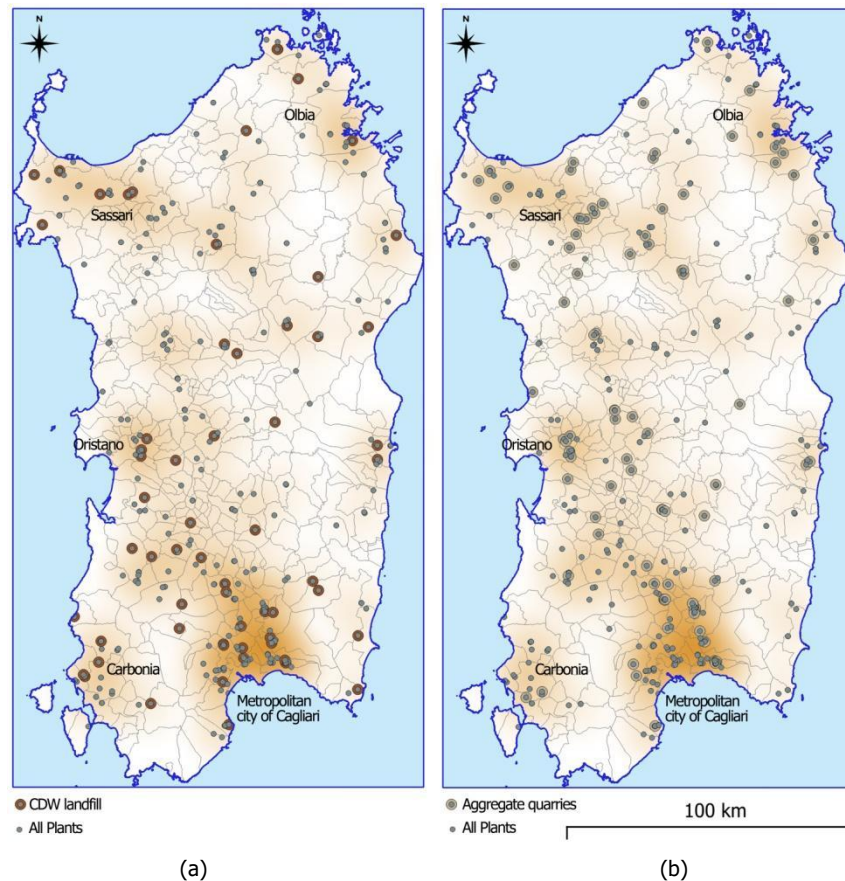 N
Olbia
Sassari
Oristano
Carbonia
Metropolitan
city of Cagliari
CDW landfill
All Plants
(a)
N
Olbia
Sassari
Oristano
Carbonia
Metropolitan
city of Cagliari
Aggregate quarries
All Plants
100 km
(b)